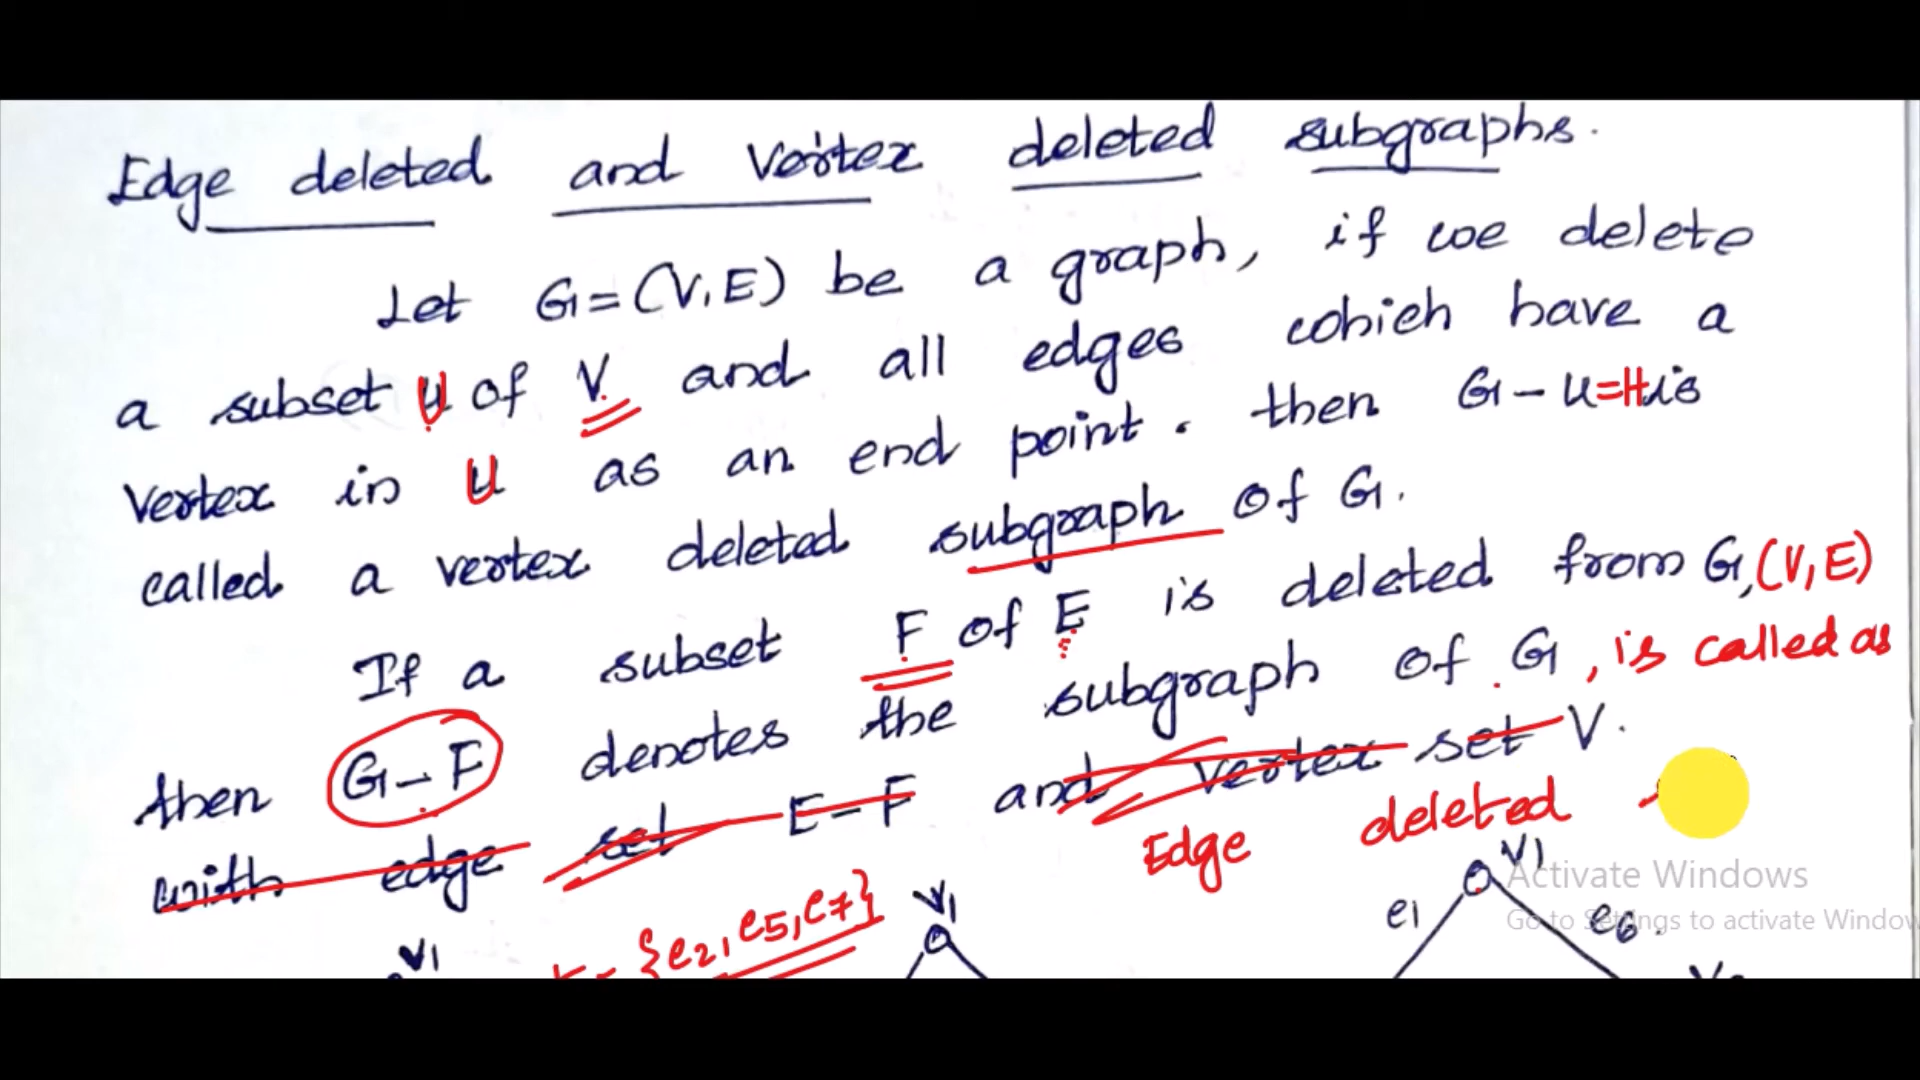 Edge deleted and Vertex deleted subgraphs.
Let G=(V,E) be a graph, if we delete
a subset U of V and all edges which have a
Vertex in U as an end point. then G-U=H is
called a vertex deleted subgraph of G.
If a subset F of E is deleted from G,(V,E)
then G-F denotes the subgraph of G, is called as
with edge set E-F and vertex set V.
Edge deleted
{e2,e5,e7}
V1
V1
V1
e1
e6.
Activate Windows
Go to Settings to activate Window